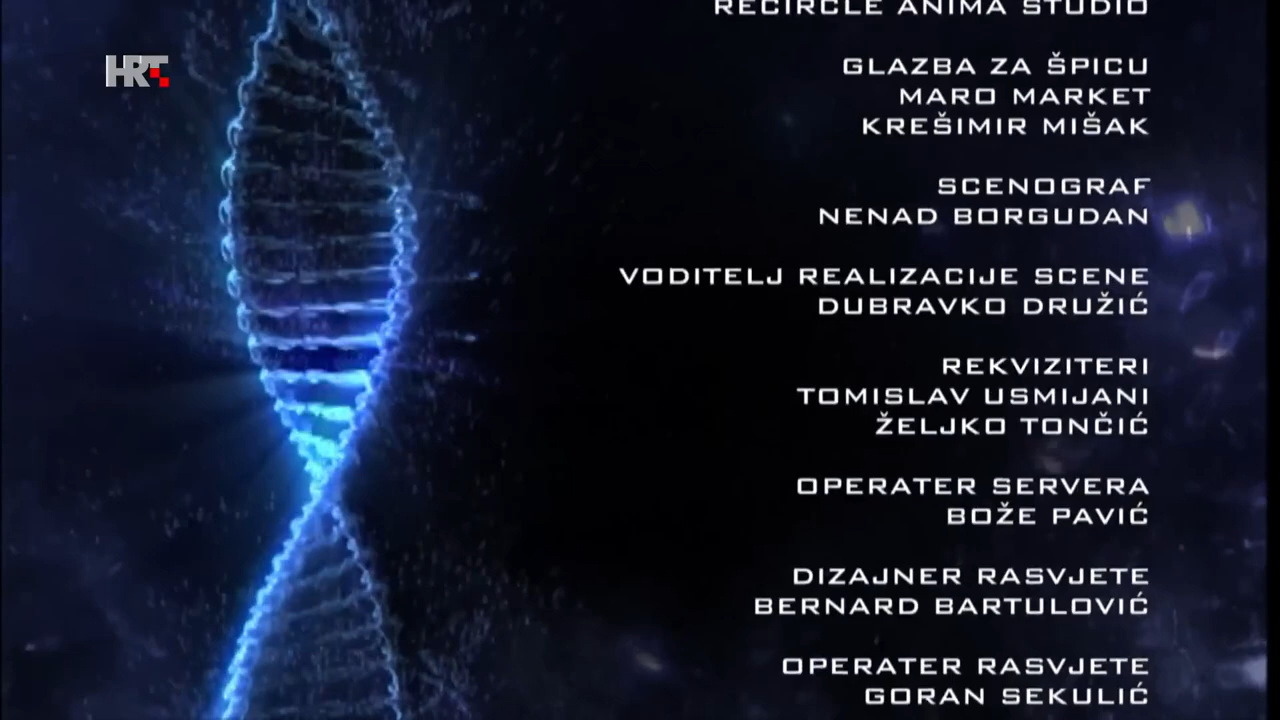 RECIRCLE ANIMA STUDIO
HRT
GLAZBA ZA ŠPICU
MARO MARKET
KREŠIMIR MIŠAK
SCENOGRAF
NENAD BORGUDAN
VODITELJ REALIZACIJE SCENE
DUBRAVKO DRUŽIĆ
REKVIZITERI
TOMISLAV USMIJANI
ŽELJKO TONČIĆ
OPERATER SERVERA
BOŽE PAVIĆ
DIZAJNER RASVJETE
BERNARD BARTULOVIĆ
OPERATER RASVJETE
GORAN SEKULIĆ